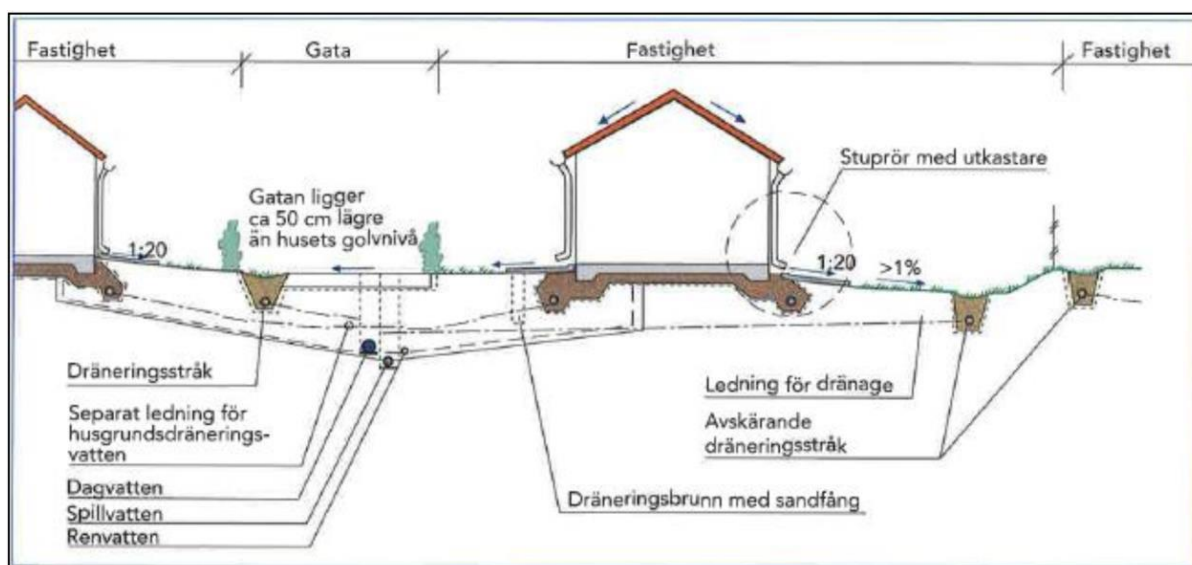 Fastighet
Gata
Fastighet
Fastighet
Stuprör med utkastare
Gatan ligger
ca 50 cm lägre
än husets golvnivå
1:20
1:20
>1%
Dräneringsstråk
Separat ledning för
husgrundsdränerings-
vatten
Dagvatten
Spillvatten
Renvatten
Dräneringsbrunn med sandfång
Ledning för dränage
Avskärande
dräneringsstråk